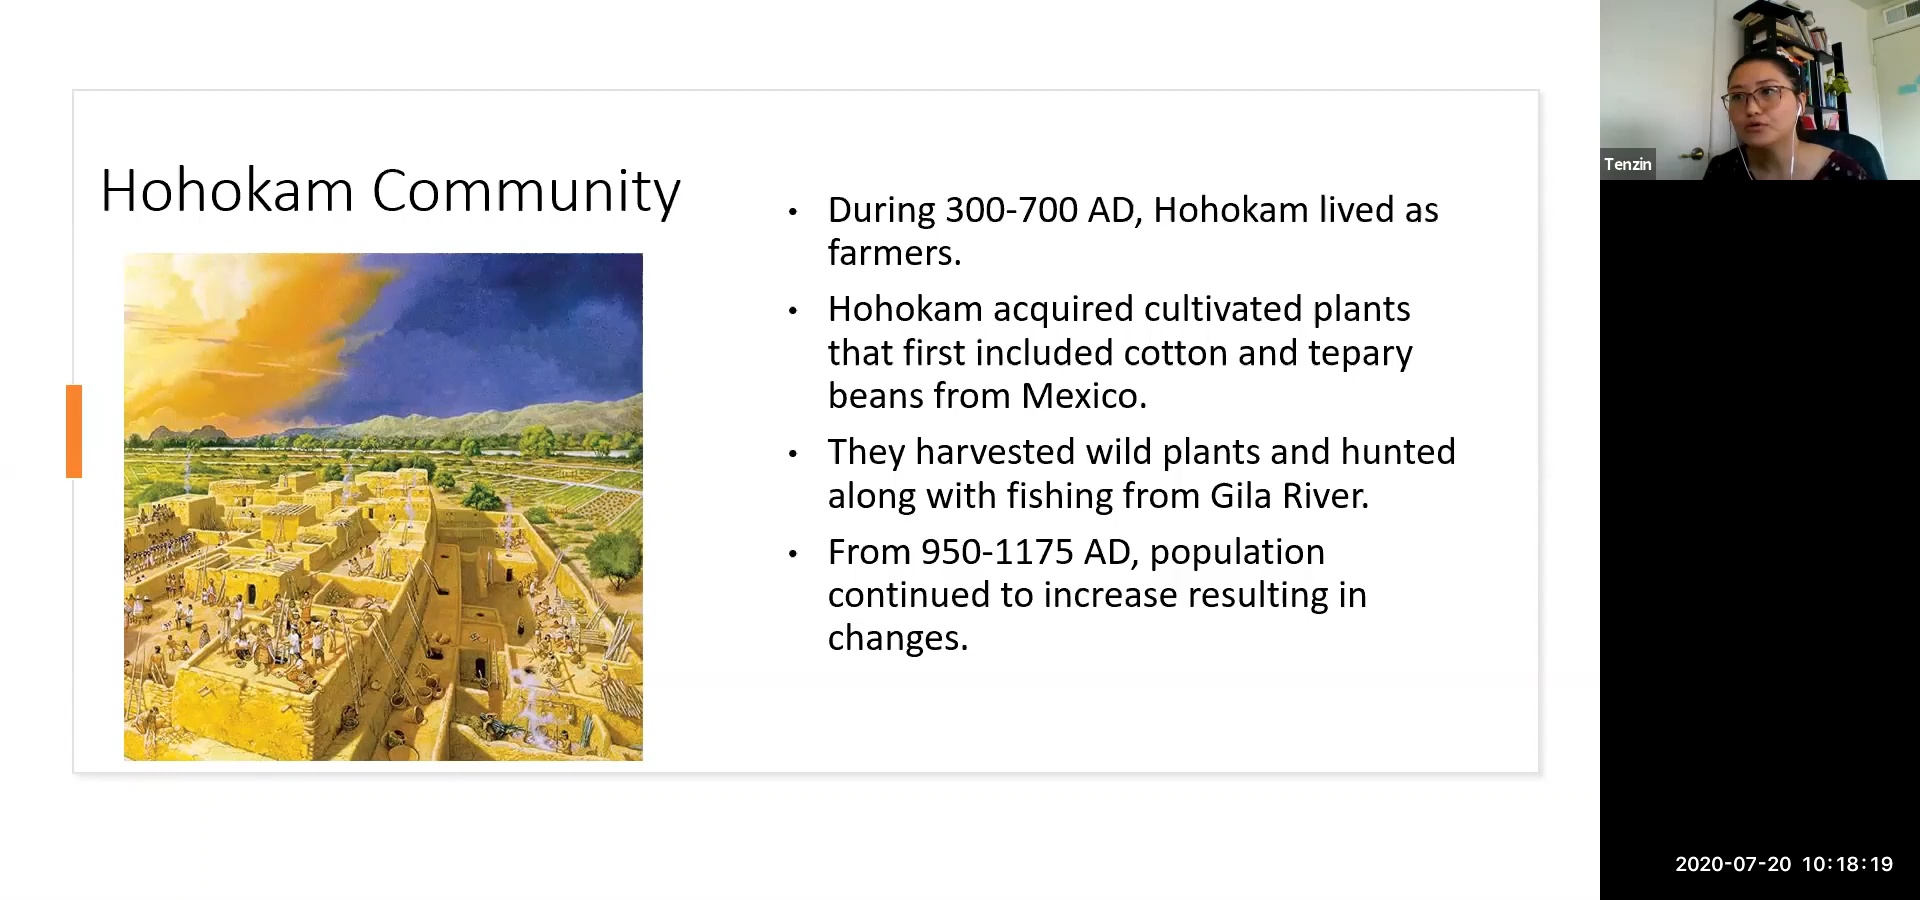 Hohokam Community
• During 300-700 AD, Hohokam lived as
farmers.
• Hohokam acquired cultivated plants
that first included cotton and tepary
beans from Mexico.
• They harvested wild plants and hunted
along with fishing from Gila River.
• From 950-1175 AD, population
continued to increase resulting in
changes.
Tenzin
2020-07-20 10:18:19